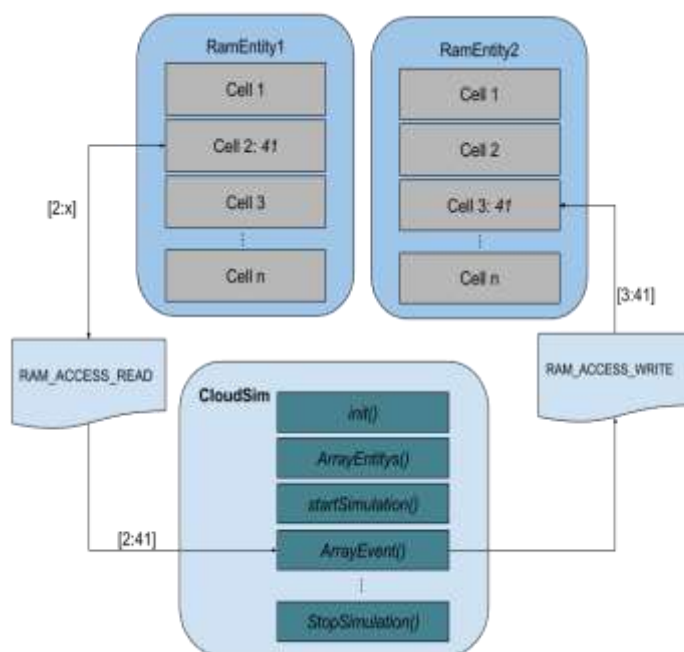 RamEntity1
Cell 1
Cell 2: 41
Cell 3
Cell n
RamEntity2
Cell 1
Cell 2
Cell 3: 41
Cell n
[2:x]
[3:41]
RAM_ACCESS_READ
RAM_ACCESS_WRITE
CloudSim
init()
ArrayEntitys()
startSimulation()
ArrayEvent()
StopSimulation()
[2:41]